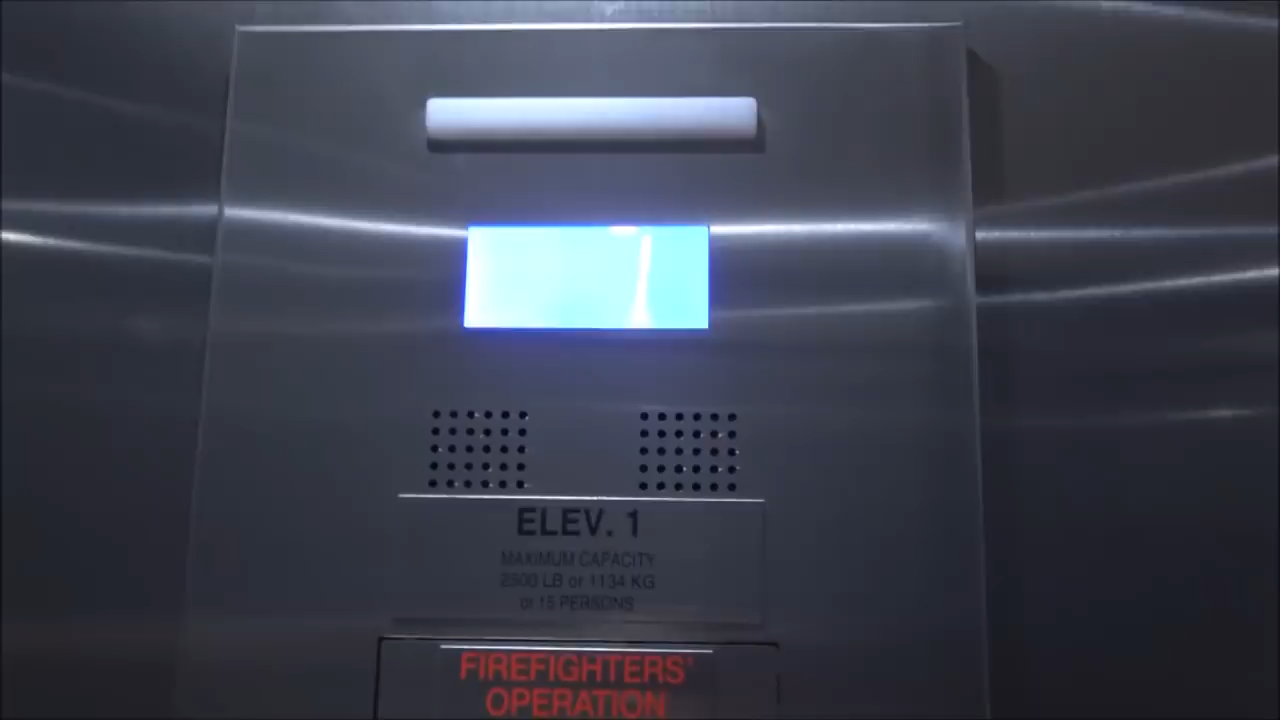 ELEV. 1
MAXIMUM CAPACITY
2500 LB or 1134 KG
or 15 PERSONS
FIREFIGHTERS'
OPERATION